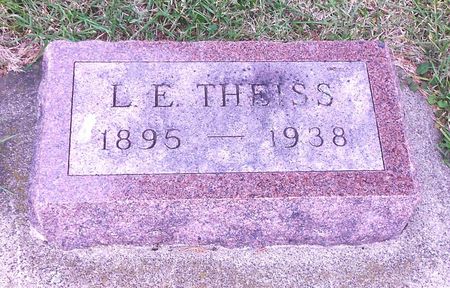 L. E. THEISS
1895 — 1938